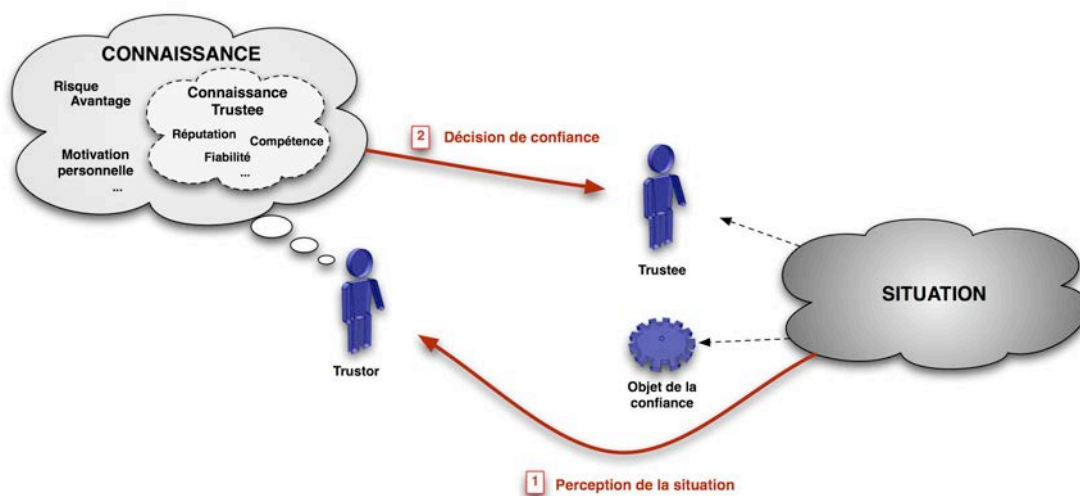 CONNAISSANCE
Risque
Avantage
Connaissance
Trustee
Réputation
Compétence
Fiabilité
...
Motivation
personnelle
...
2 Décision de confiance
Trustee
SITUATION
Trustor
Objet de la
confiance
1 Perception de la situation